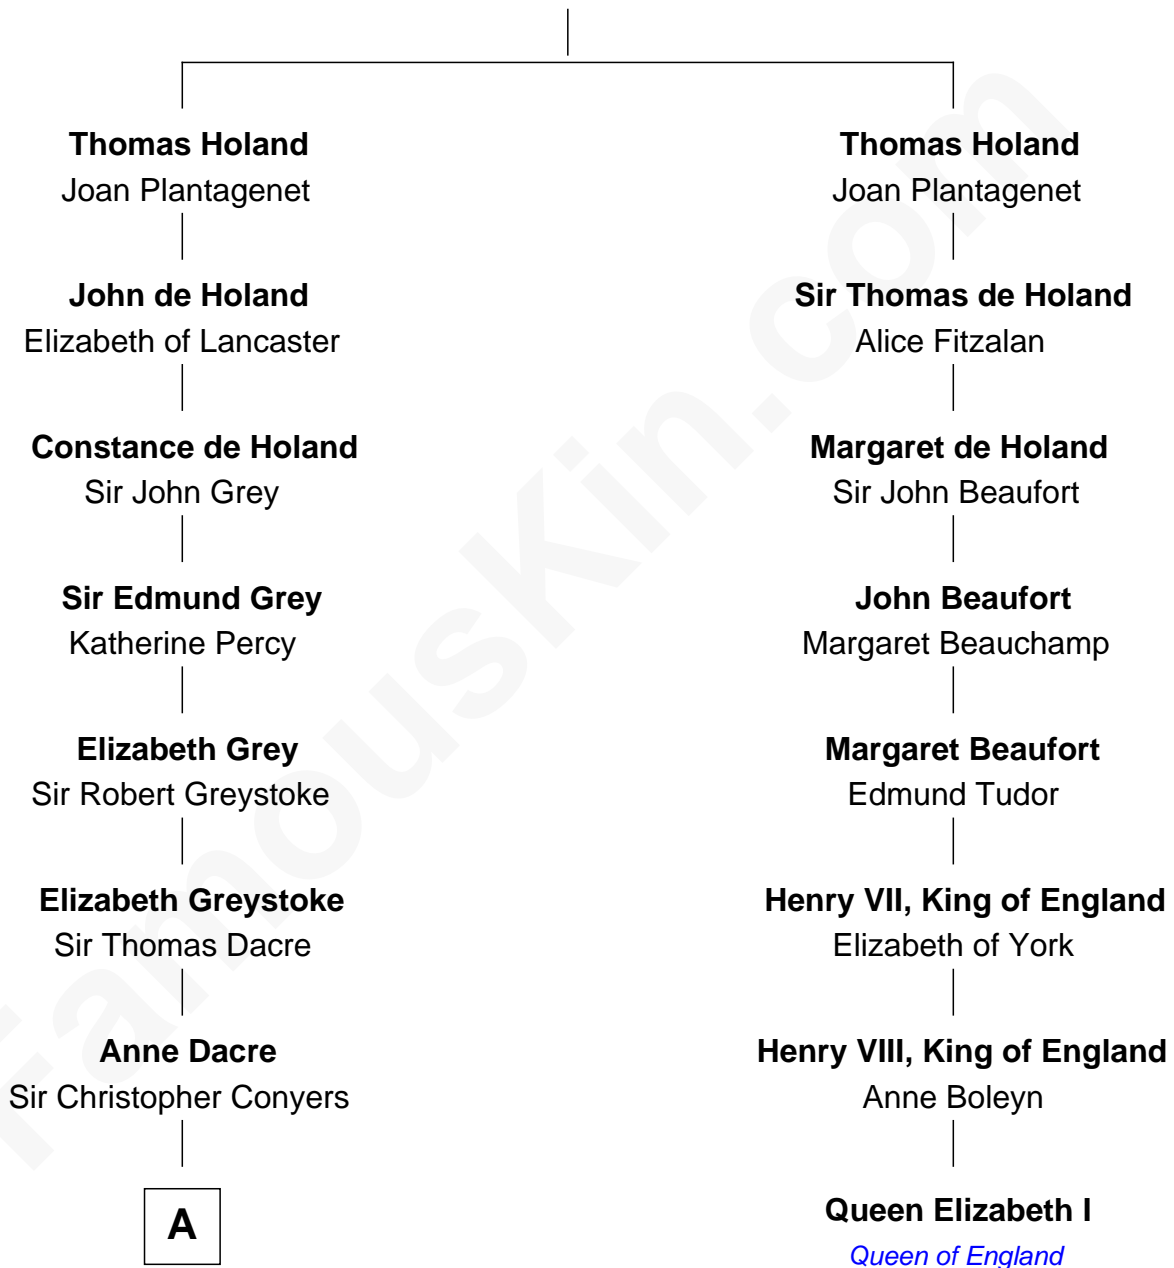 Thomas Holand
Joan Plantagenet
John de Holand
Elizabeth of Lancaster
Constance de Holand
Sir John Grey
Sir Edmund Grey
Katherine Percy
Elizabeth Grey
Sir Robert Greystoke
Elizabeth Greystoke
Sir Thomas Dacre
Anne Dacre
Sir Christopher Conyers
A
Thomas Holand
Joan Plantagenet
Sir Thomas de Holand
Alice Fitzalan
Margaret de Holand
Sir John Beaufort
John Beaufort
Margaret Beauchamp
Margaret Beaufort
Edmund Tudor
Henry VII, King of England
Elizabeth of York
Henry VIII, King of England
Anne Boleyn
Queen Elizabeth I
Queen of England
FamousKin.com